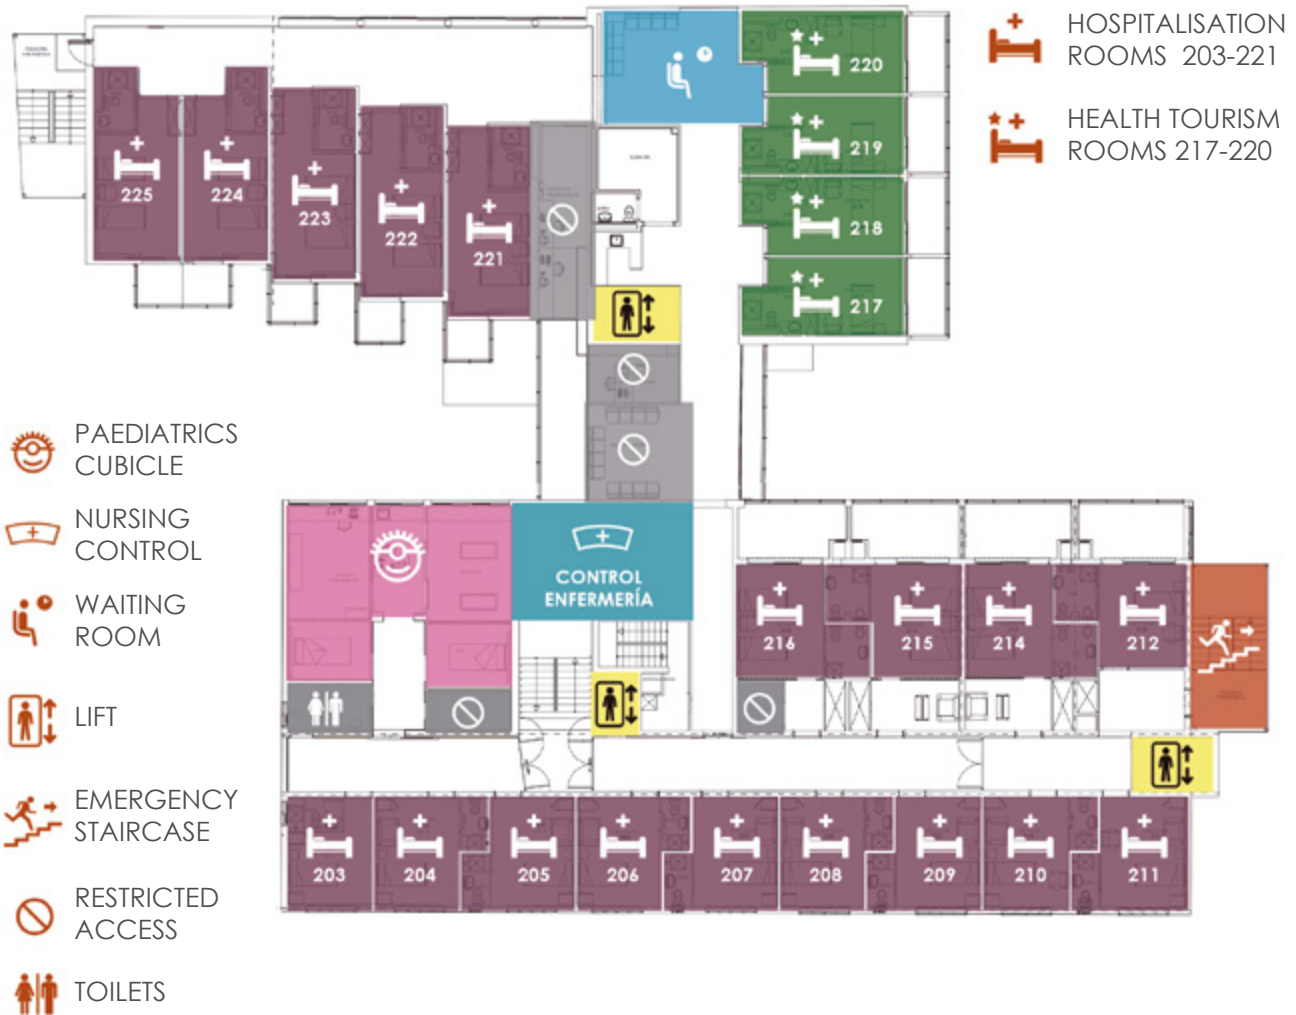 HOSPITALISATION
ROOMS 203-221
HEALTH TOURISM
ROOMS 217-220
220
219
218
217
225
224
223
222
221
PAEDIATRICS
CUBICLE
NURSING
CONTROL
WAITING
ROOM
LIFT
EMERGENCY
STAIRCASE
RESTRICTED
ACCESS
TOILETS
CONTROL
ENFERMERÍA
216
215
214
212
203
204
205
206
207
208
209
210
211